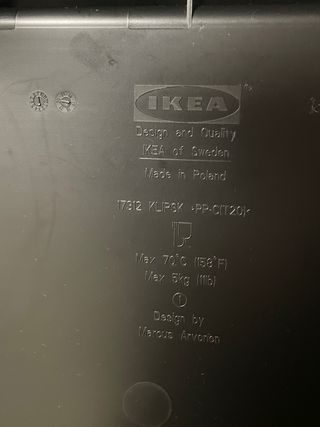 IKEA
Design and Quality
IKEA of Sweden
Made in Poland
17312 KLIPSK >PP-C(T20)<
Max 70°C (158°F)
Max 5kg (11lb)
Design by
Marcus Arvonen